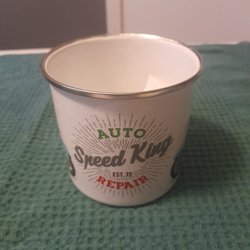 AUTO
Speed King
EST. 72
REPAIR